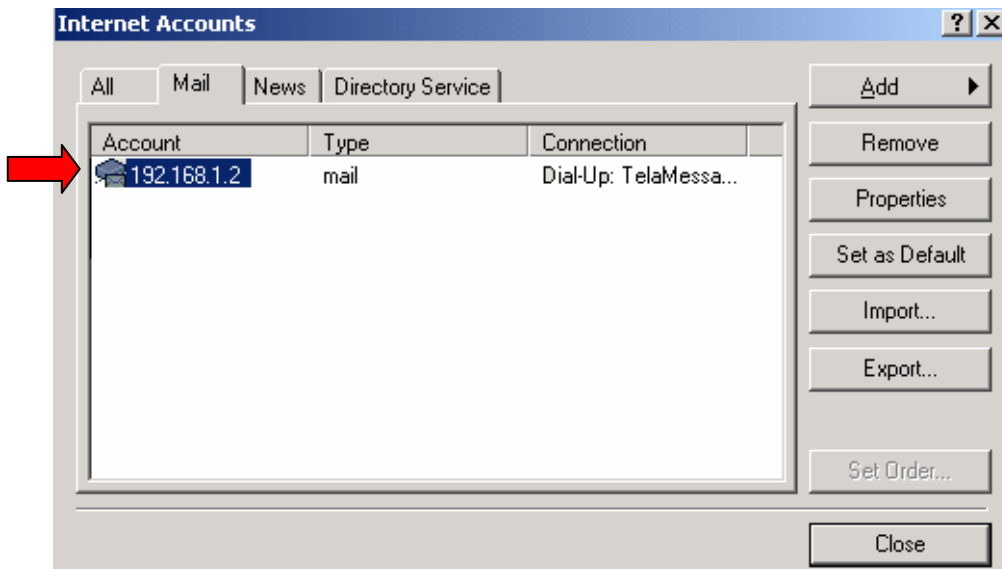 Internet Accounts
All Mail News Directory Service
Add
Account Type Connection
Remove
192.168.1.2 mail Dial-Up: TelaMessa...
Properties
Set as Default
Import...
Export...
Set Order...
Close